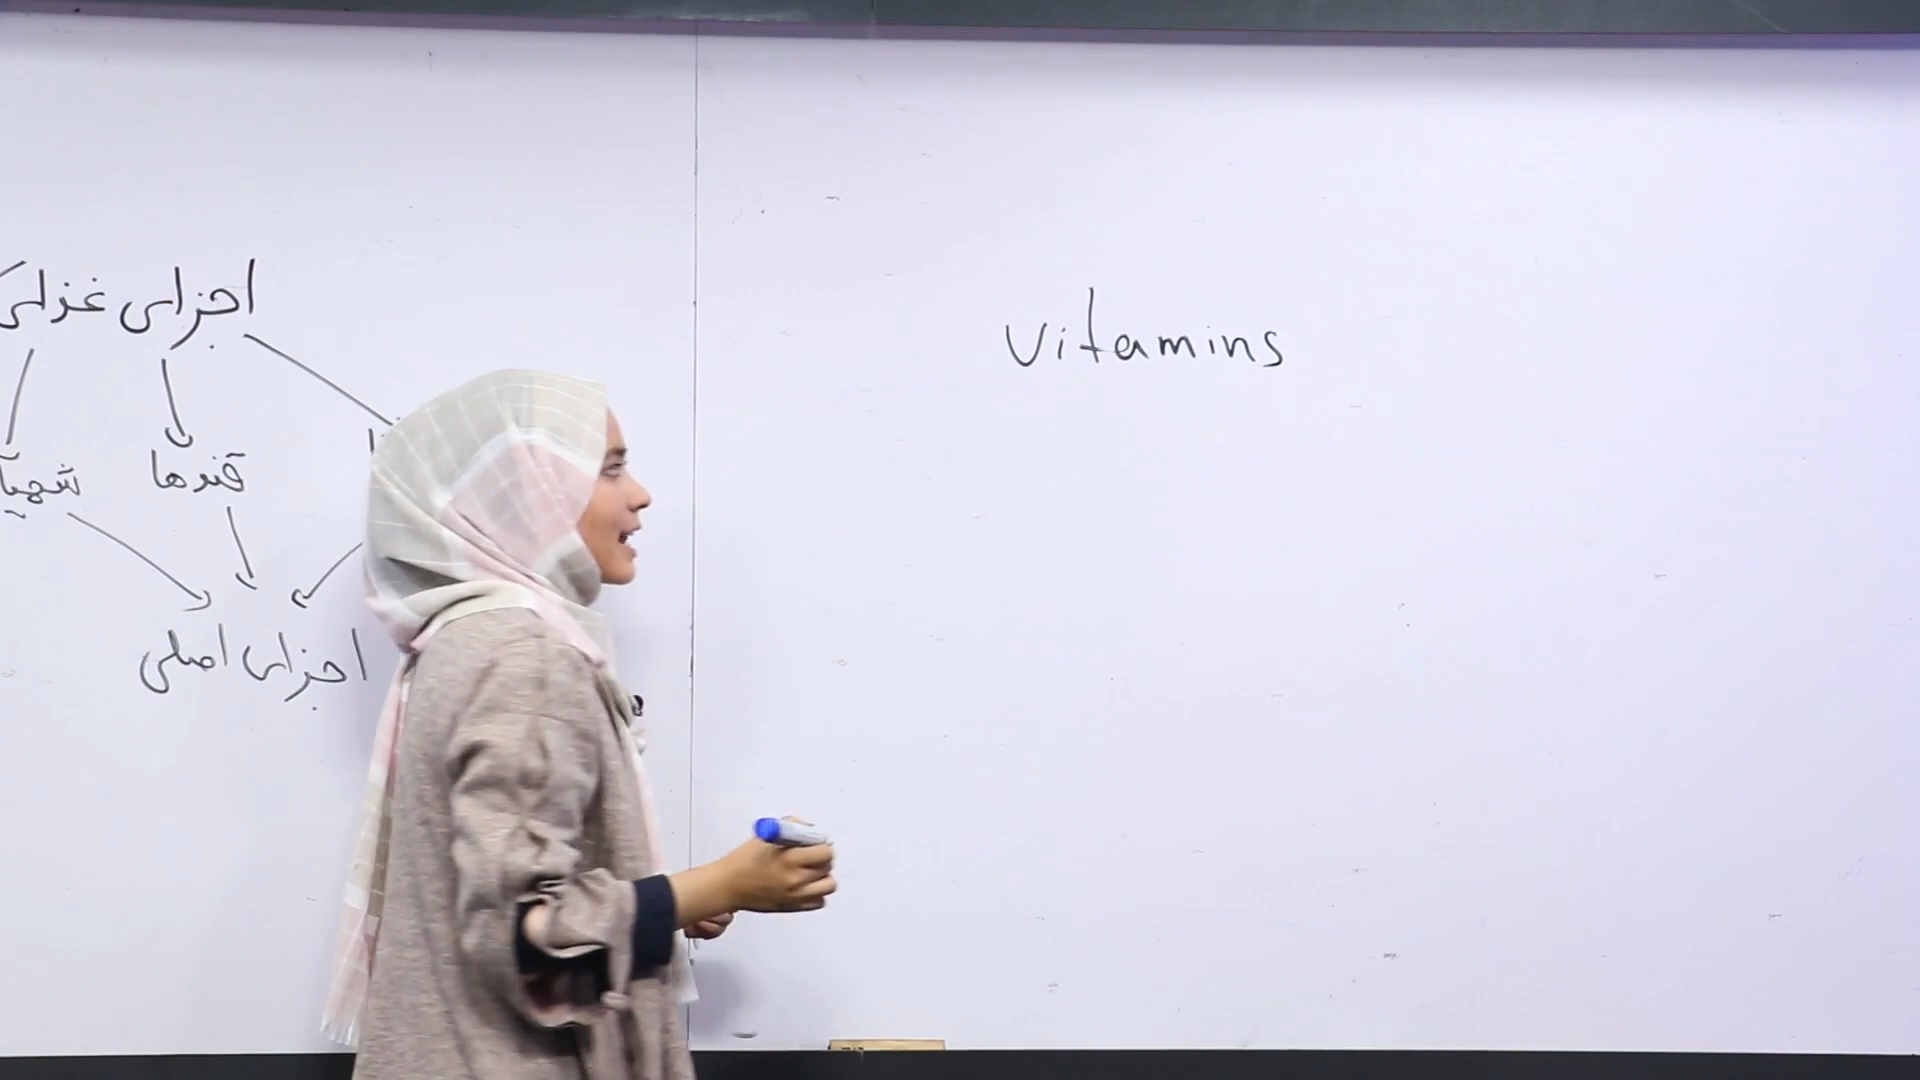 اجزای غذای
قندها
اجزای اصلی
vitamins